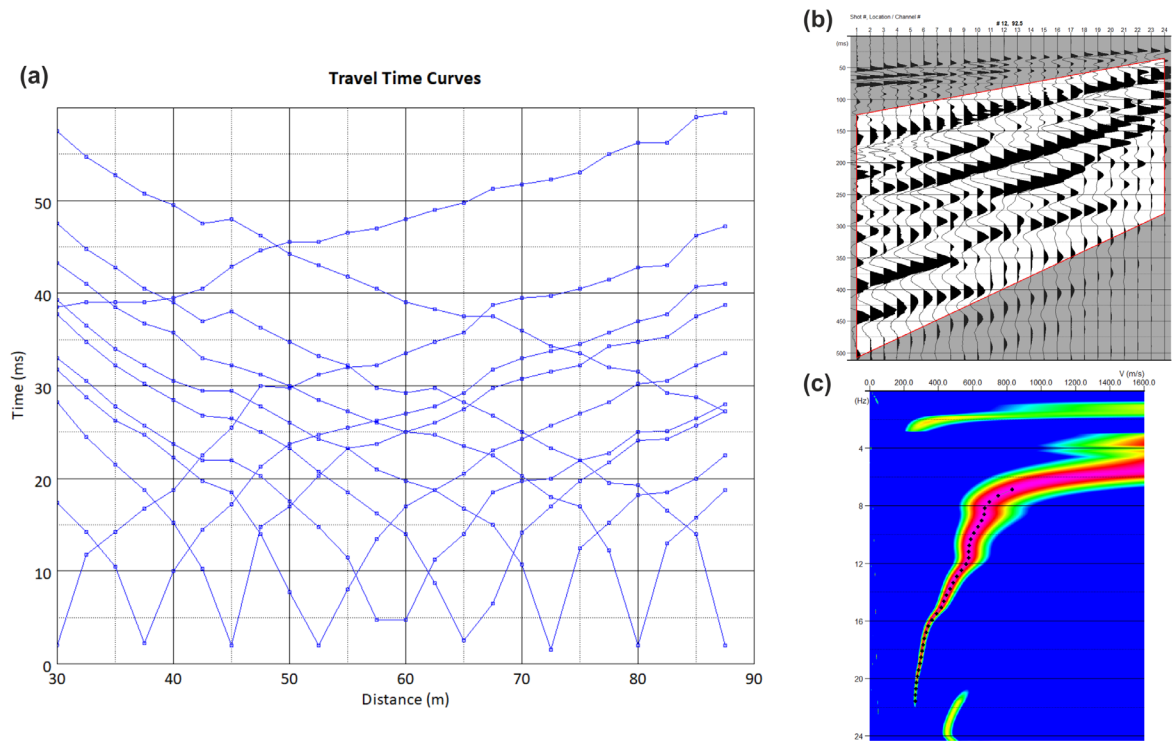 (a)
Travel Time Curves
50
40
30
20
10
0
Time (ms)
30 40 50 60 70 80 90
Distance (m)
(b)
Shot #, Location / Channel #
# 12, 92.5
1 2 3 4 5 6 7 8 9 10 11 12 13 14 15 16 17 18 19 20 21 22 23 24
(ms)
50
100
150
200
250
300
350
400
450
500
(c)
V (m/s)
0.0 200.0 400.0 600.0 800.0 1000.0 1200.0 1400.0 1600.0
(Hz)
4
8
12
16
20
24